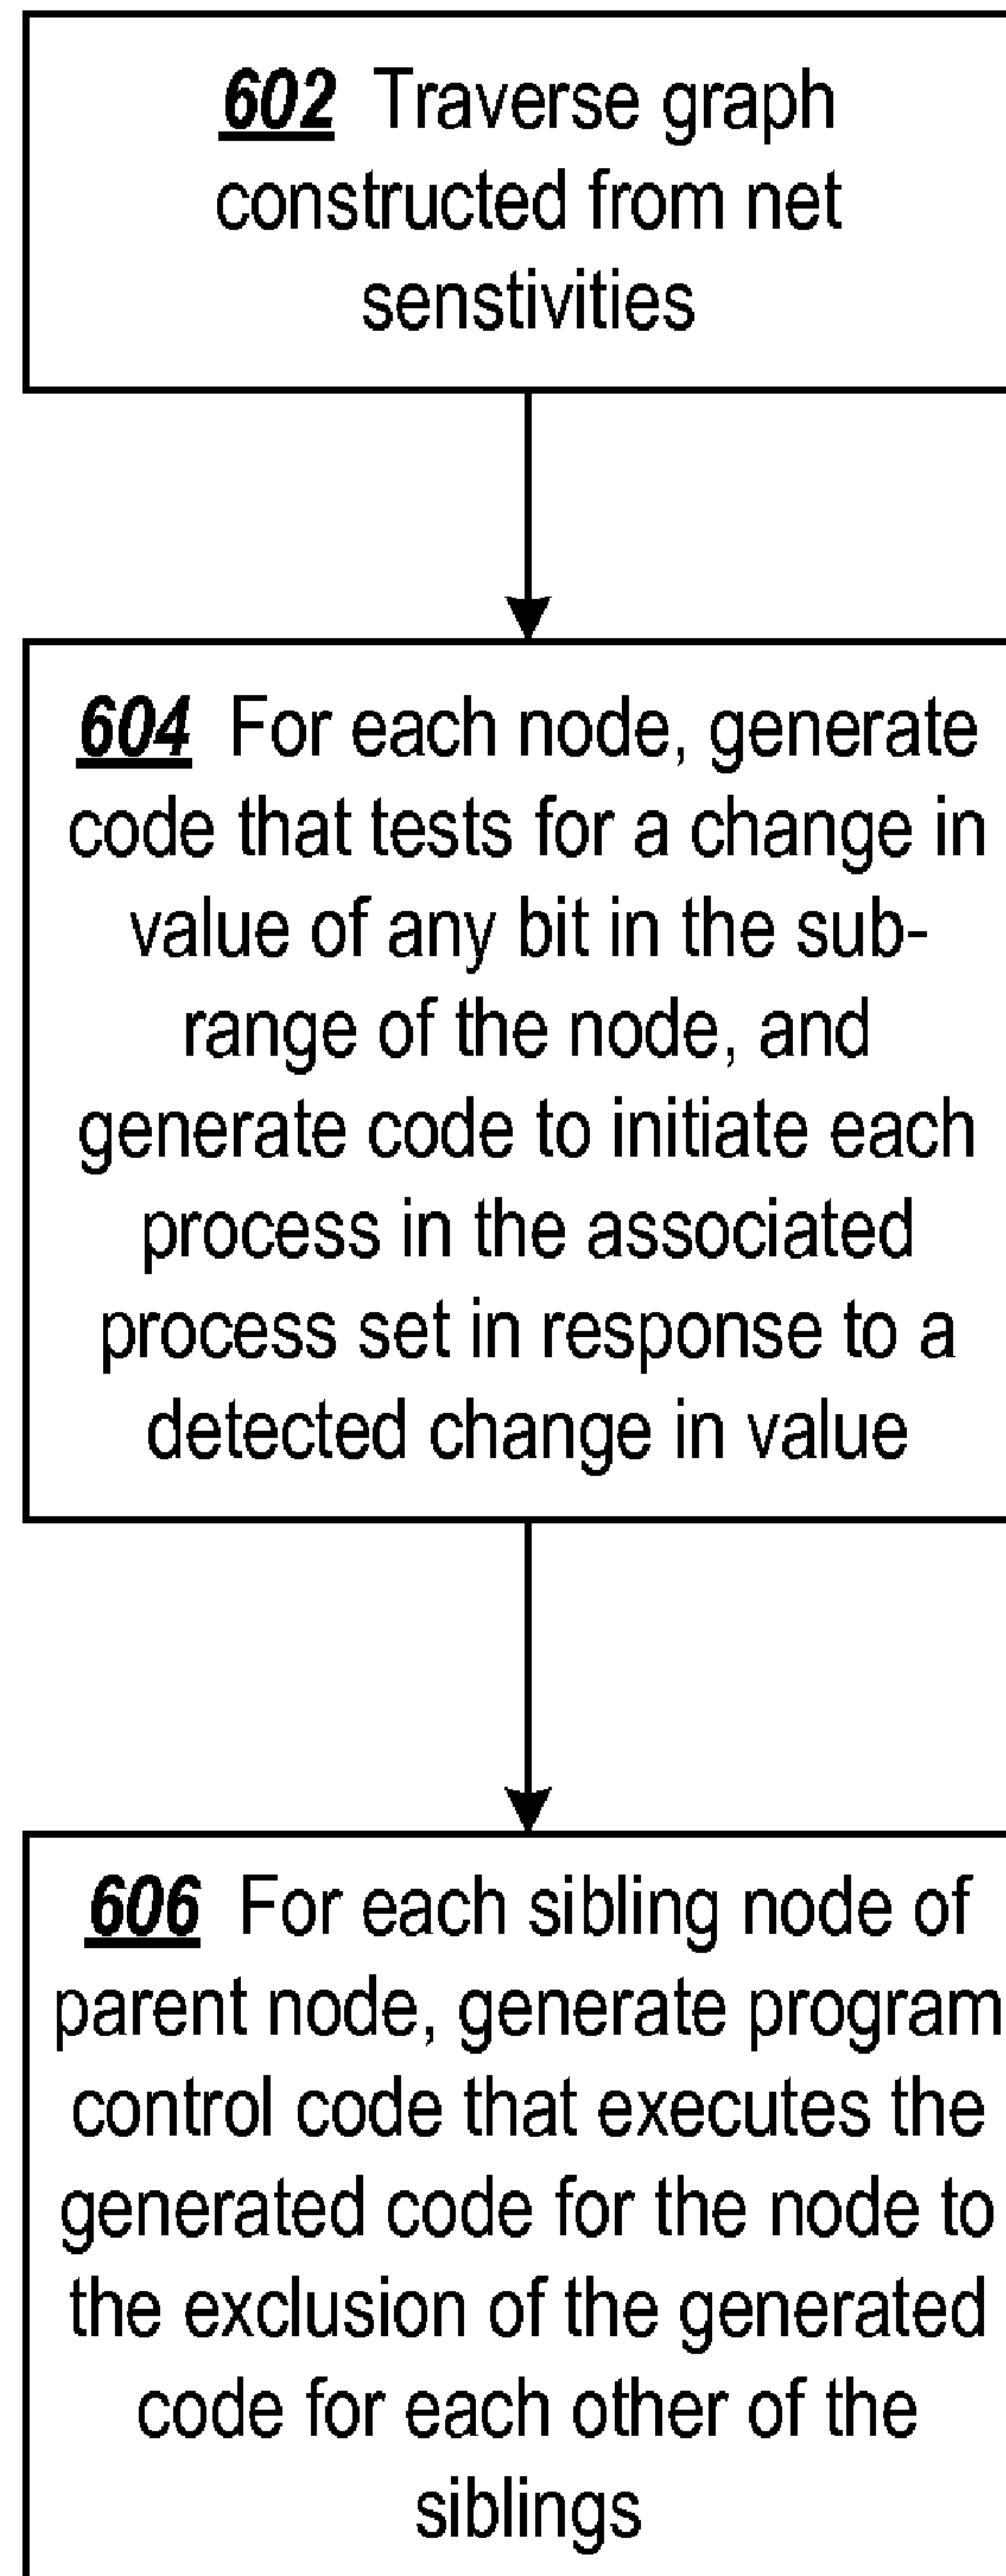 602 Traverse graph
constructed from net
senstivities
604 For each node, generate
code that tests for a change in
value of any bit in the sub-
range of the node, and
generate code to initiate each
process in the associated
process set in response to a
detected change in value
606 For each sibling node of
parent node, generate program
control code that executes the
generated code for the node to
the exclusion of the generated
code for each other of the
siblings